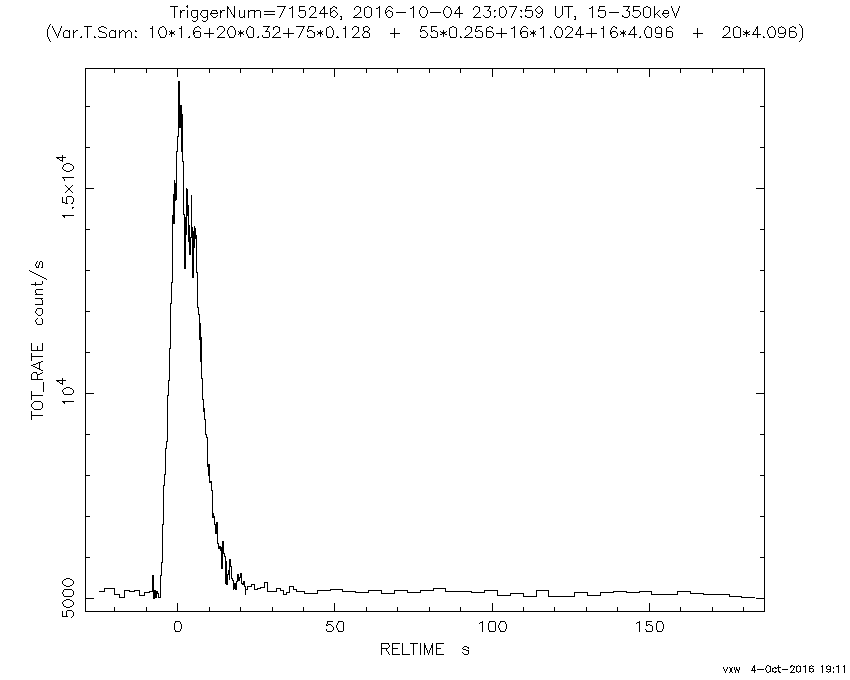 TriggerNum=715246, 2016-10-04 23:07:59 UT, 15-350keV
(Var.T.Sam: 10*1.6+20*0.32+75*0.128 + 55*0.256+16*1.024+16*4.096 + 20*4.096)
TOT_RATE count/s
1.5×10⁴
10⁴
5000
0 50 100 150
RELTIME s
vxw 4-Oct-2016 19:11